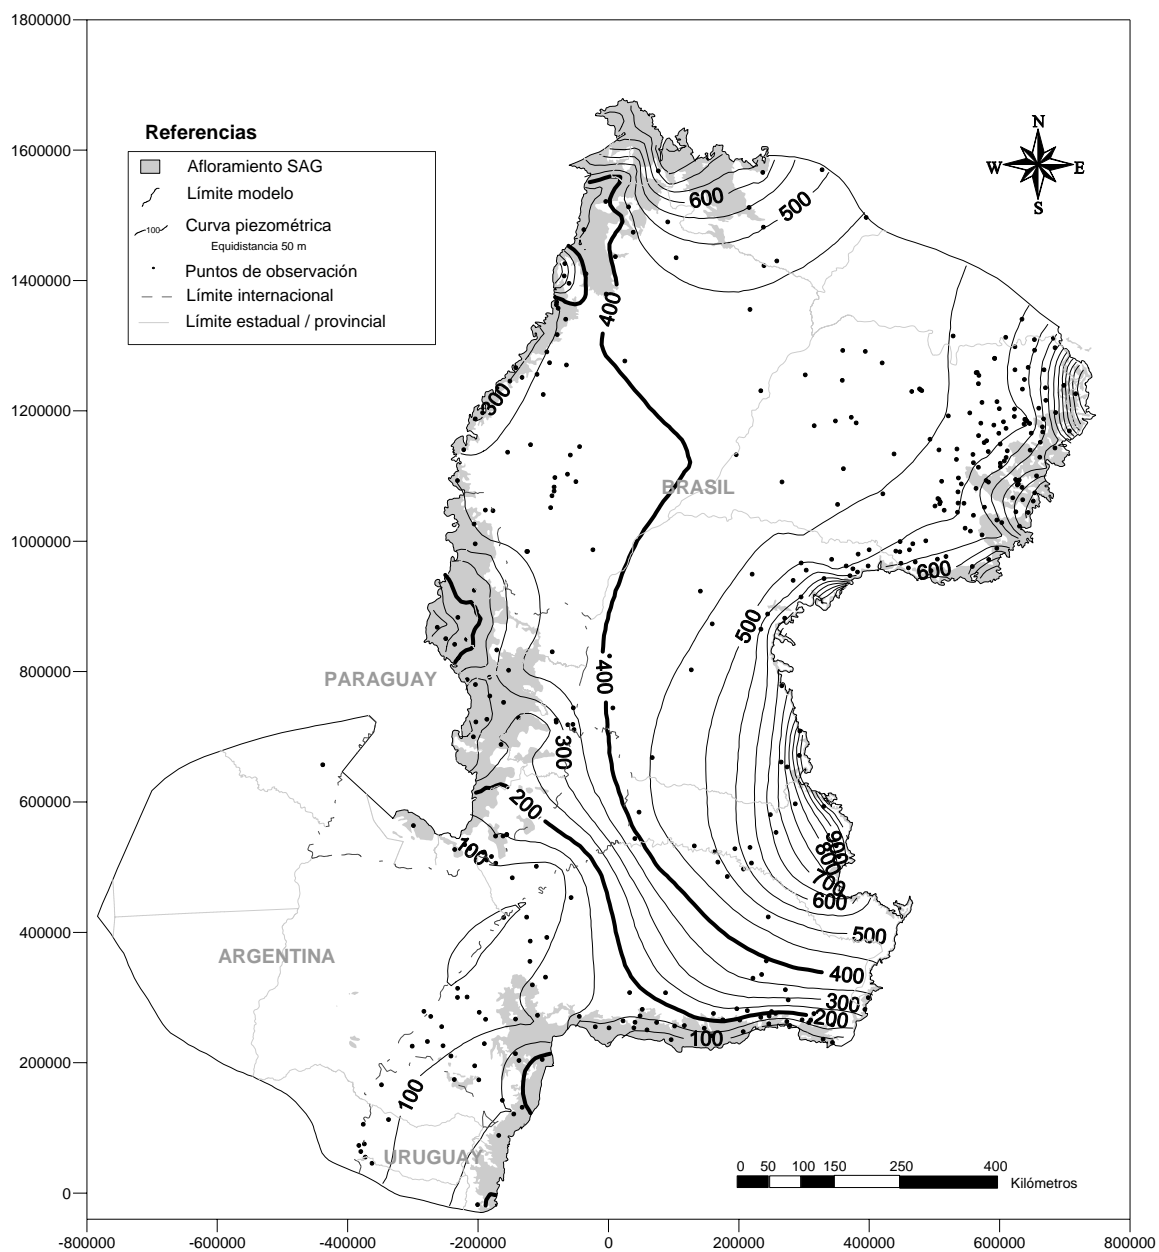 1800000
1600000
1400000
1200000
1000000
800000
600000
400000
200000
0
Referencias
Afloramiento SAG
Límite modelo
100
Curva piezométrica
Equidistancia 50 m
Puntos de observación
Límite internacional
Límite estadual / provincial
N
W E
S
600
500
400
300
BRASIL
600
500
400
PARAGUAY
300
200
100
900
800
700
600
500
400
300
200
100
ARGENTINA
100
URUGUAY
0 50 100 150 250 400
Kilómetros
-800000 -600000 -400000 -200000 0 200000 400000 600000 800000